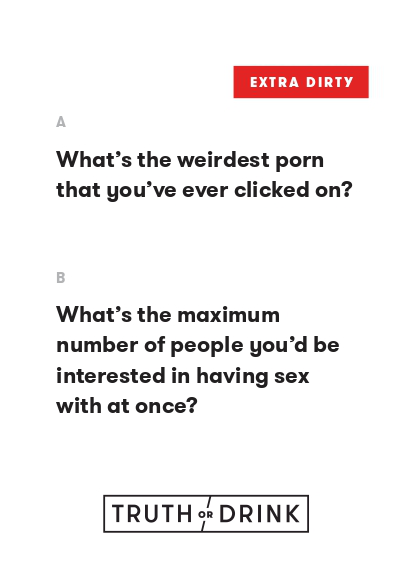 EXTRA DIRTY
A
What's the weirdest porn
that you've ever clicked on?
B
What's the maximum
number of people you'd be
interested in having sex
with at once?
TRUTH OR DRINK